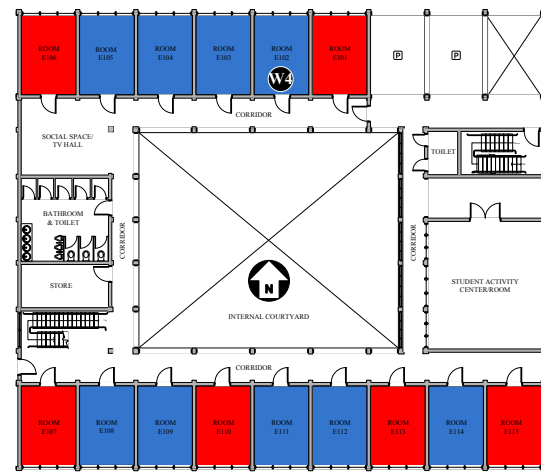 ROOM
E106
ROOM
E105
ROOM
E104
ROOM
E103
ROOM
E102
ROOM
E101
P
P
W4
CORRIDOR
SOCIAL SPACE/
TV HALL
TOILET
BATHROOM
& TOILET
CORRIDOR
CORRIDOR
STORE
N
INTERNAL COURTYARD
STUDENT ACTIVITY
CENTER/ROOM
CORRIDOR
ROOM
E107
ROOM
E108
ROOM
E109
ROOM
E110
ROOM
E111
ROOM
E112
ROOM
E113
ROOM
E114
ROOM
E115